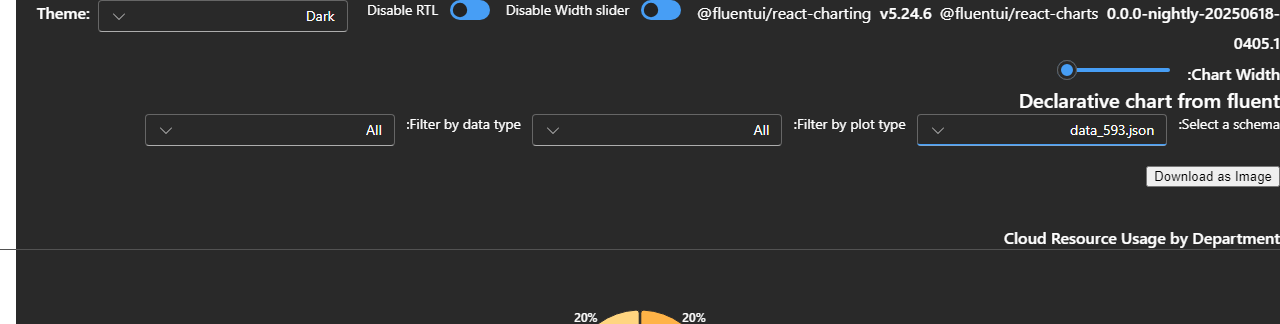 Theme: Dark Disable RTL Disable Width slider @fluentui/react-charting v5.24.6 @fluentui/react-charts 0.0.0-nightly-20250618-
0405.1
:Chart Width
Declarative chart from fluent
:Select a schema data_593.json :Filter by plot type All :Filter by data type All
Download as Image
Cloud Resource Usage by Department
20% 20%